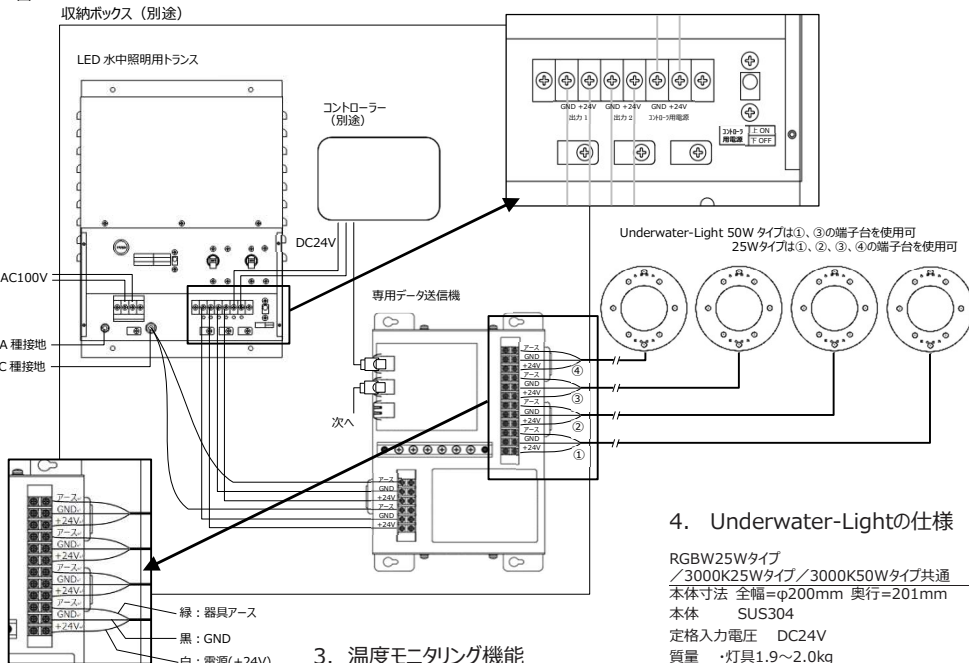 収納ボックス（別途）
LED 水中照明用トランス
コントローラー
（別途）
DC24V
AC100V
A 種接地
C 種接地
GND +24V
GND +24V
GND +24V
出力 1
出力 2
コントローラ用電源
コントローラ
用電源
上 ON
下 OFF
Underwater-Light 50W タイプは①、③の端子台を使用可
25Wタイプは①、②、③、④の端子台を使用可
専用データ送信機
次へ
アース
GND
+24V
④
アース
GND
+24V
③
アース
GND
+24V
②
アース
GND
+24V
①
アース
GND
+24V
アース
GND
+24V
アース
GND
+24V
アース
GND
+24V
アース
GND
+24V
アース
GND
+24V
緑：器具アース
黒：GND
白：電源(+24V)
3. 温度モニタリング機能
4. Underwater-Lightの仕様
RGBW25Wタイプ
／3000K25Wタイプ／3000K50Wタイプ共通
本体寸法 全幅=φ200mm 奥行=201mm
本体 SUS304
定格入力電圧 DC24V
質量 ・灯具1.9～2.0kg